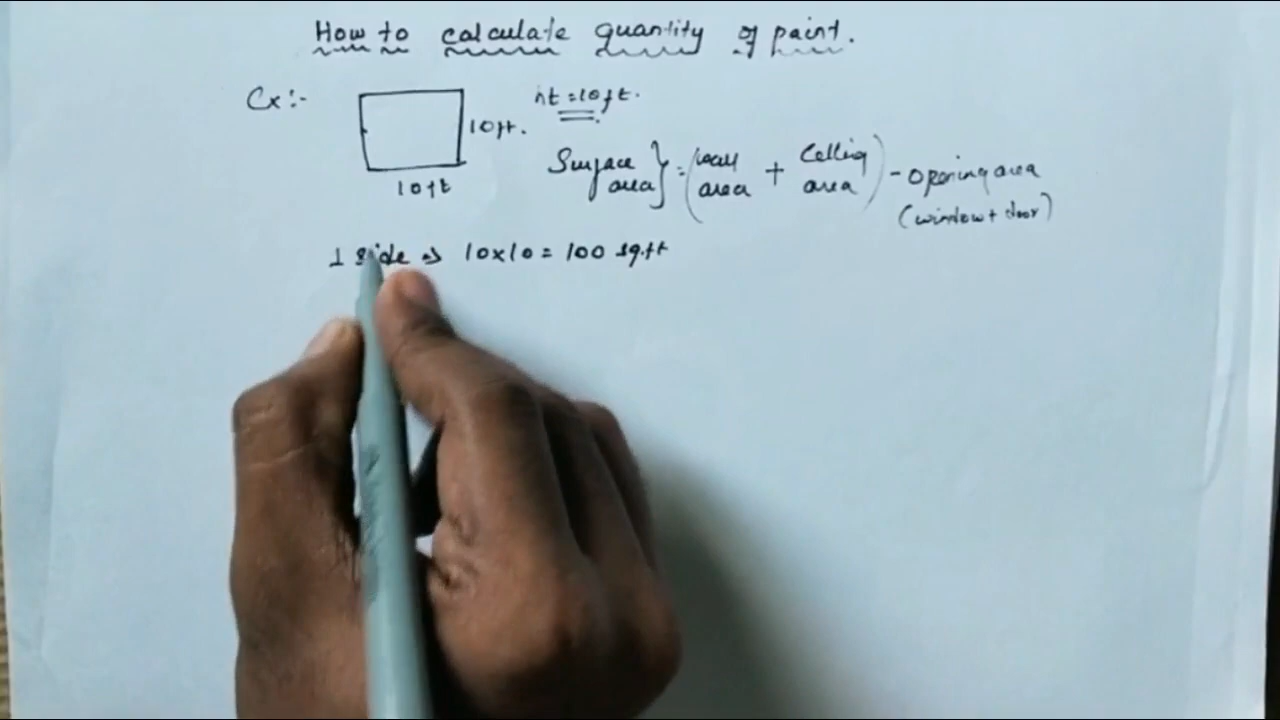 How to calculate quantity of paint.
Ex:-
ht = 10ft.
10ft.
10ft
Surface area } = (wall area + Ceiling area) - opening area
(window + door)
1 side ⇒ 10x10 = 100 sq.ft